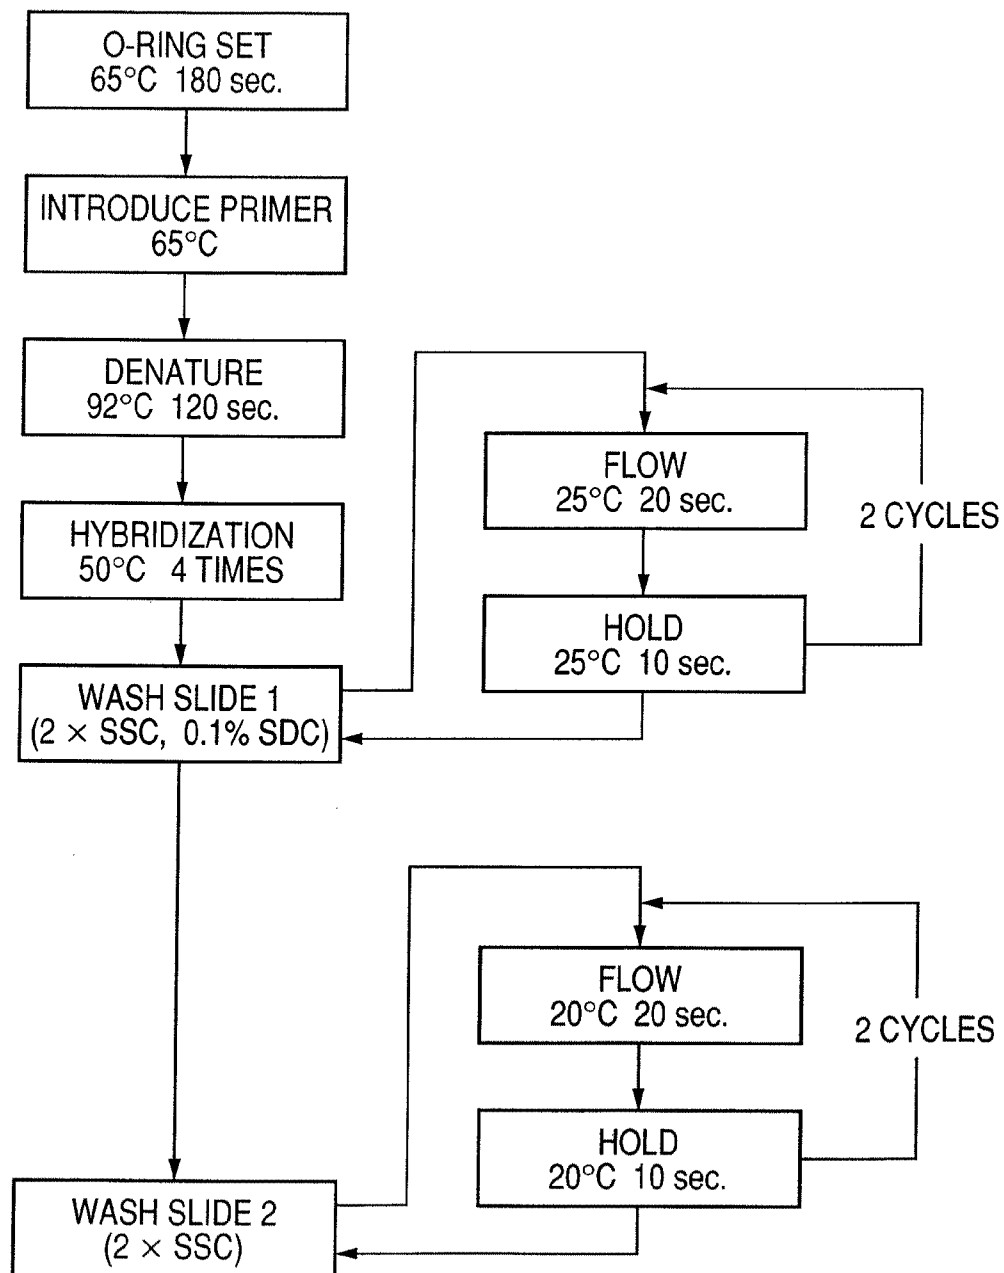 O-RING SET
65°C 180 sec.
INTRODUCE PRIMER
65°C
DENATURE
92°C 120 sec.
HYBRIDIZATION
50°C 4 TIMES
WASH SLIDE 1
(2 × SSC, 0.1% SDC)
FLOW
25°C 20 sec.
HOLD
25°C 10 sec.
2 CYCLES
WASH SLIDE 2
(2 × SSC)
FLOW
20°C 20 sec.
HOLD
20°C 10 sec.
2 CYCLES